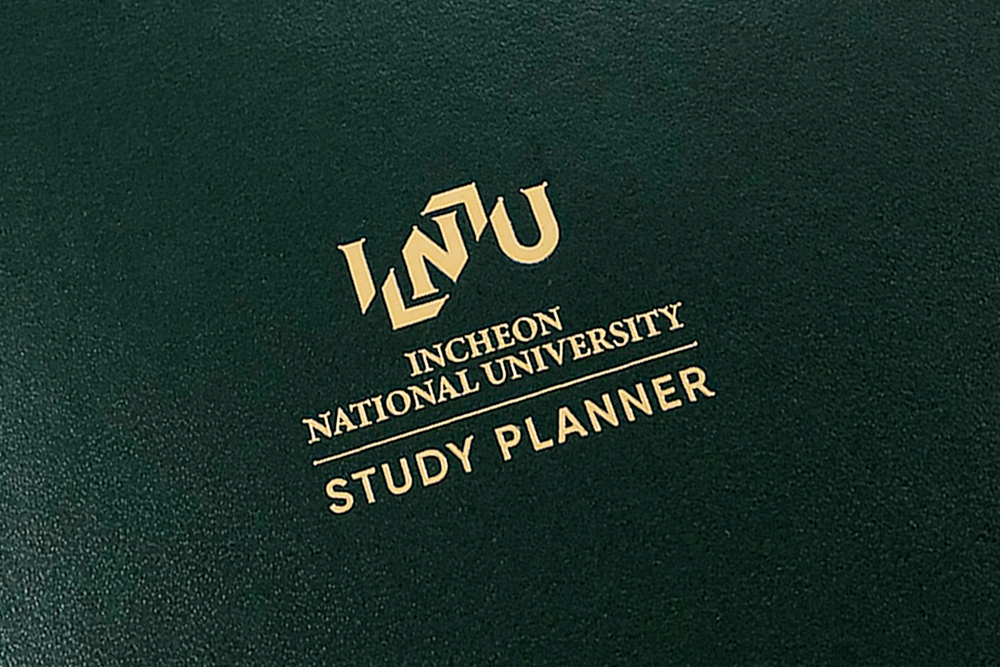 INU
INCHEON
NATIONAL UNIVERSITY
STUDY PLANNER